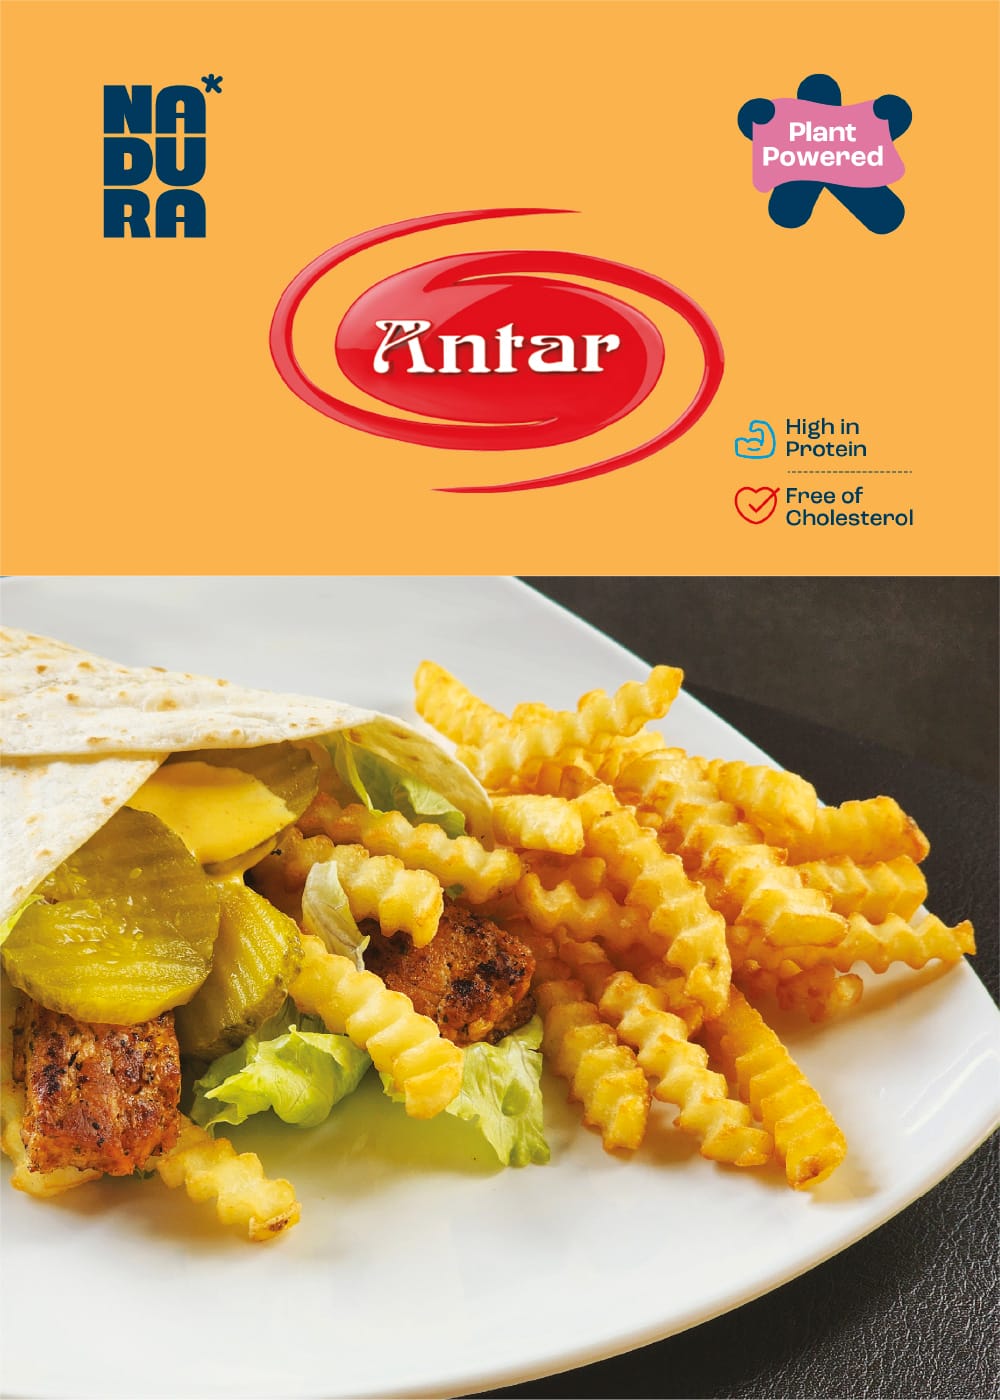 NA*
DU
RA
Plant
Powered
Antar
High in
Protein
Free of
Cholesterol